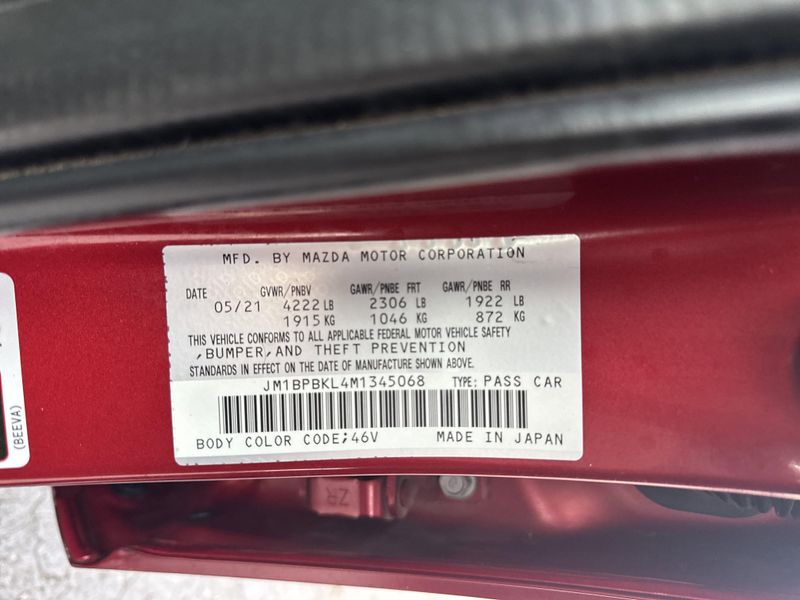 MFD. BY MAZDA MOTOR CORPORATION
DATE GVWR/PNBV GAWR/PNBE FRT GAWR/PNBE RR
05/21 4222 LB 2306 LB 1922 LB
1915 KG 1046 KG 872 KG
THIS VEHICLE CONFORMS TO ALL APPLICABLE FEDERAL MOTOR VEHICLE SAFETY
,BUMPER,AND THEFT PREVENTION
STANDARDS IN EFFECT ON THE DATE OF MANUFACTURE SHOWN ABOVE.
JM1BPBKL4M1345068 TYPE: PASS CAR
BODY COLOR CODE;46V MADE IN JAPAN
(BEEVA)
ZR